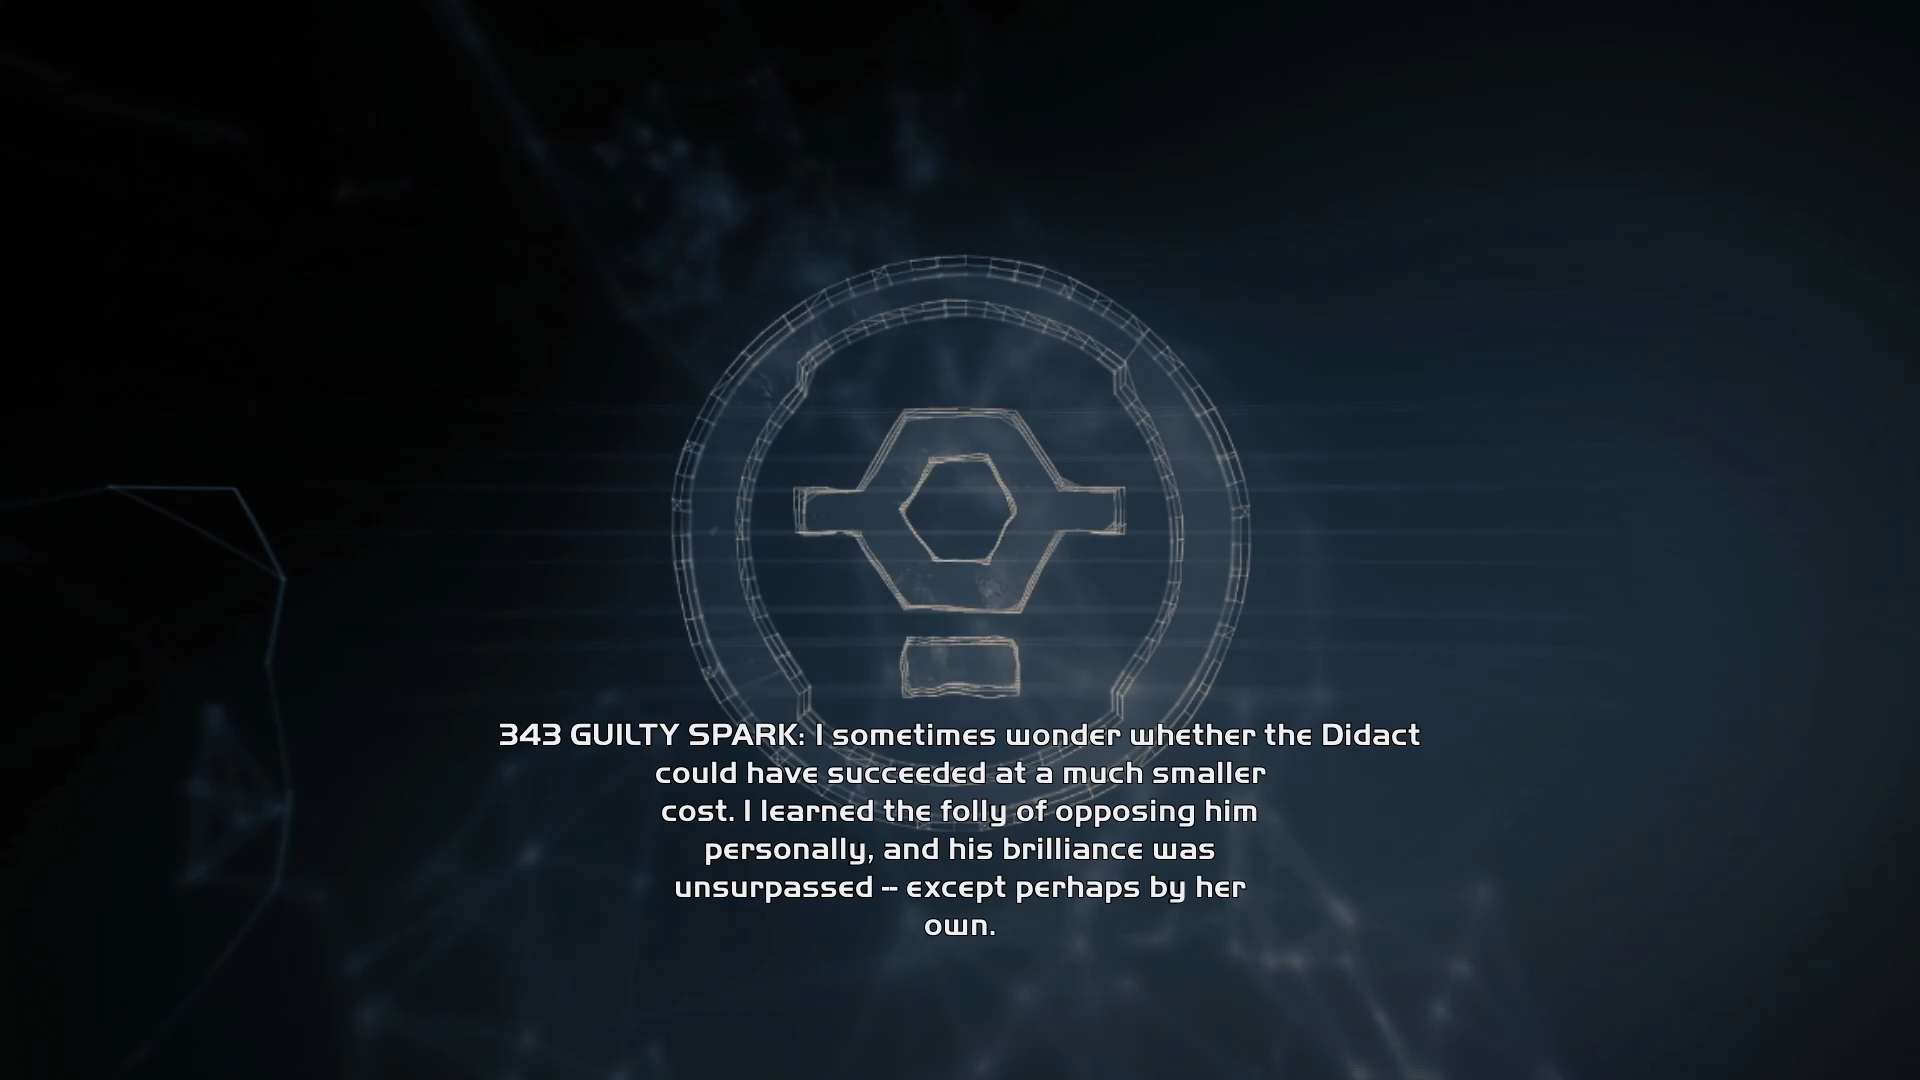 343 GUILTY SPARK: I sometimes wonder whether the Didact
could have succeeded at a much smaller
cost. I learned the folly of opposing him
personally, and his brilliance was
unsurpassed -- except perhaps by her
own.